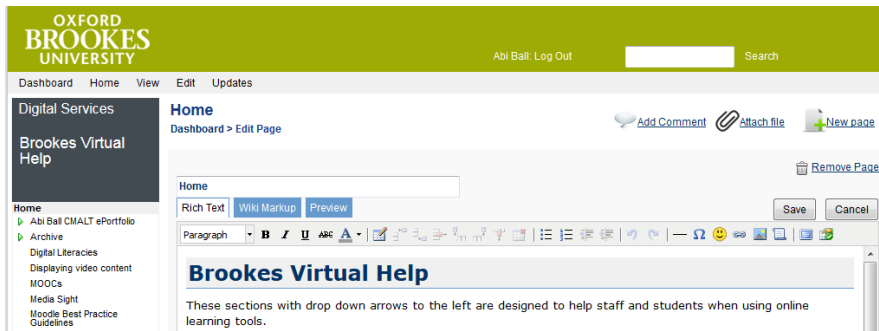 OXFORD
BROOKES
UNIVERSITY
Abi Ball: Log Out
Search
Dashboard Home View Edit Updates
Digital Services
Brookes Virtual
Help
Home
Dashboard > Edit Page
Add Comment
Attach file
New page
Remove Page
Home
Rich Text
Wiki Markup
Preview
Save
Cancel
Paragraph B I U ABC A Ω
Home
Abi Ball CMALT ePortfolio
Archive
Digital Literacies
Displaying video content
MOOCs
Media Sight
Moodle Best Practice
Guidelines
Brookes Virtual Help
These sections with drop down arrows to the left are designed to help staff and students when using online
learning tools.